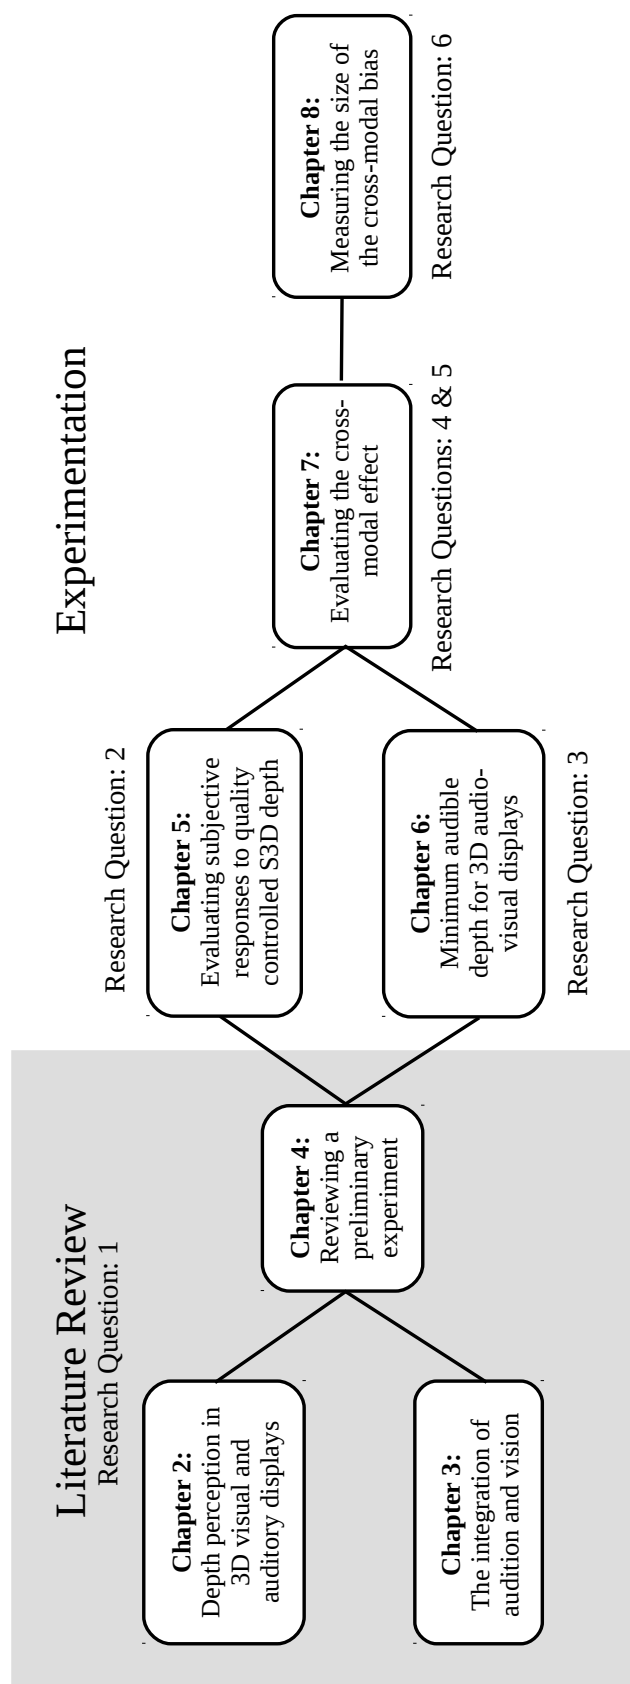 Literature Review
Research Question: 1
Chapter 2:
Depth perception in
3D visual and
auditory displays
Chapter 3:
The integration of
audition and vision
Chapter 4:
Reviewing a
preliminary
experiment
Experimentation
Research Question: 2
Chapter 5:
Evaluating subjective
responses to quality
controlled S3D depth
Chapter 6:
Minimum audible
depth for 3D audio-
visual displays
Research Question: 3
Chapter 7:
Evaluating the cross-
modal effect
Research Questions: 4 & 5
Chapter 8:
Measuring the size of
the cross-modal bias
Research Question: 6